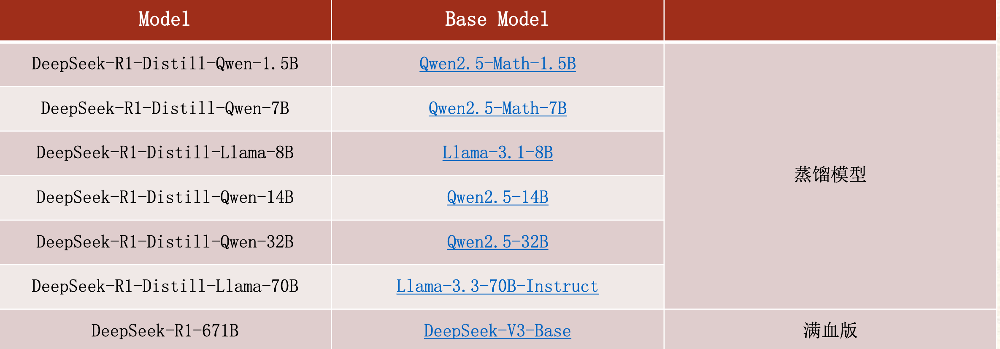 Model Base Model
DeepSeek-R1-Distill-Qwen-1.5B Qwen2.5-Math-1.5B
DeepSeek-R1-Distill-Qwen-7B Qwen2.5-Math-7B
DeepSeek-R1-Distill-Llama-8B Llama-3.1-8B
蒸馏模型
DeepSeek-R1-Distill-Qwen-14B Qwen2.5-14B
DeepSeek-R1-Distill-Qwen-32B Qwen2.5-32B
DeepSeek-R1-Distill-Llama-70B Llama-3.3-70B-Instruct
DeepSeek-R1-671B DeepSeek-V3-Base 满血版